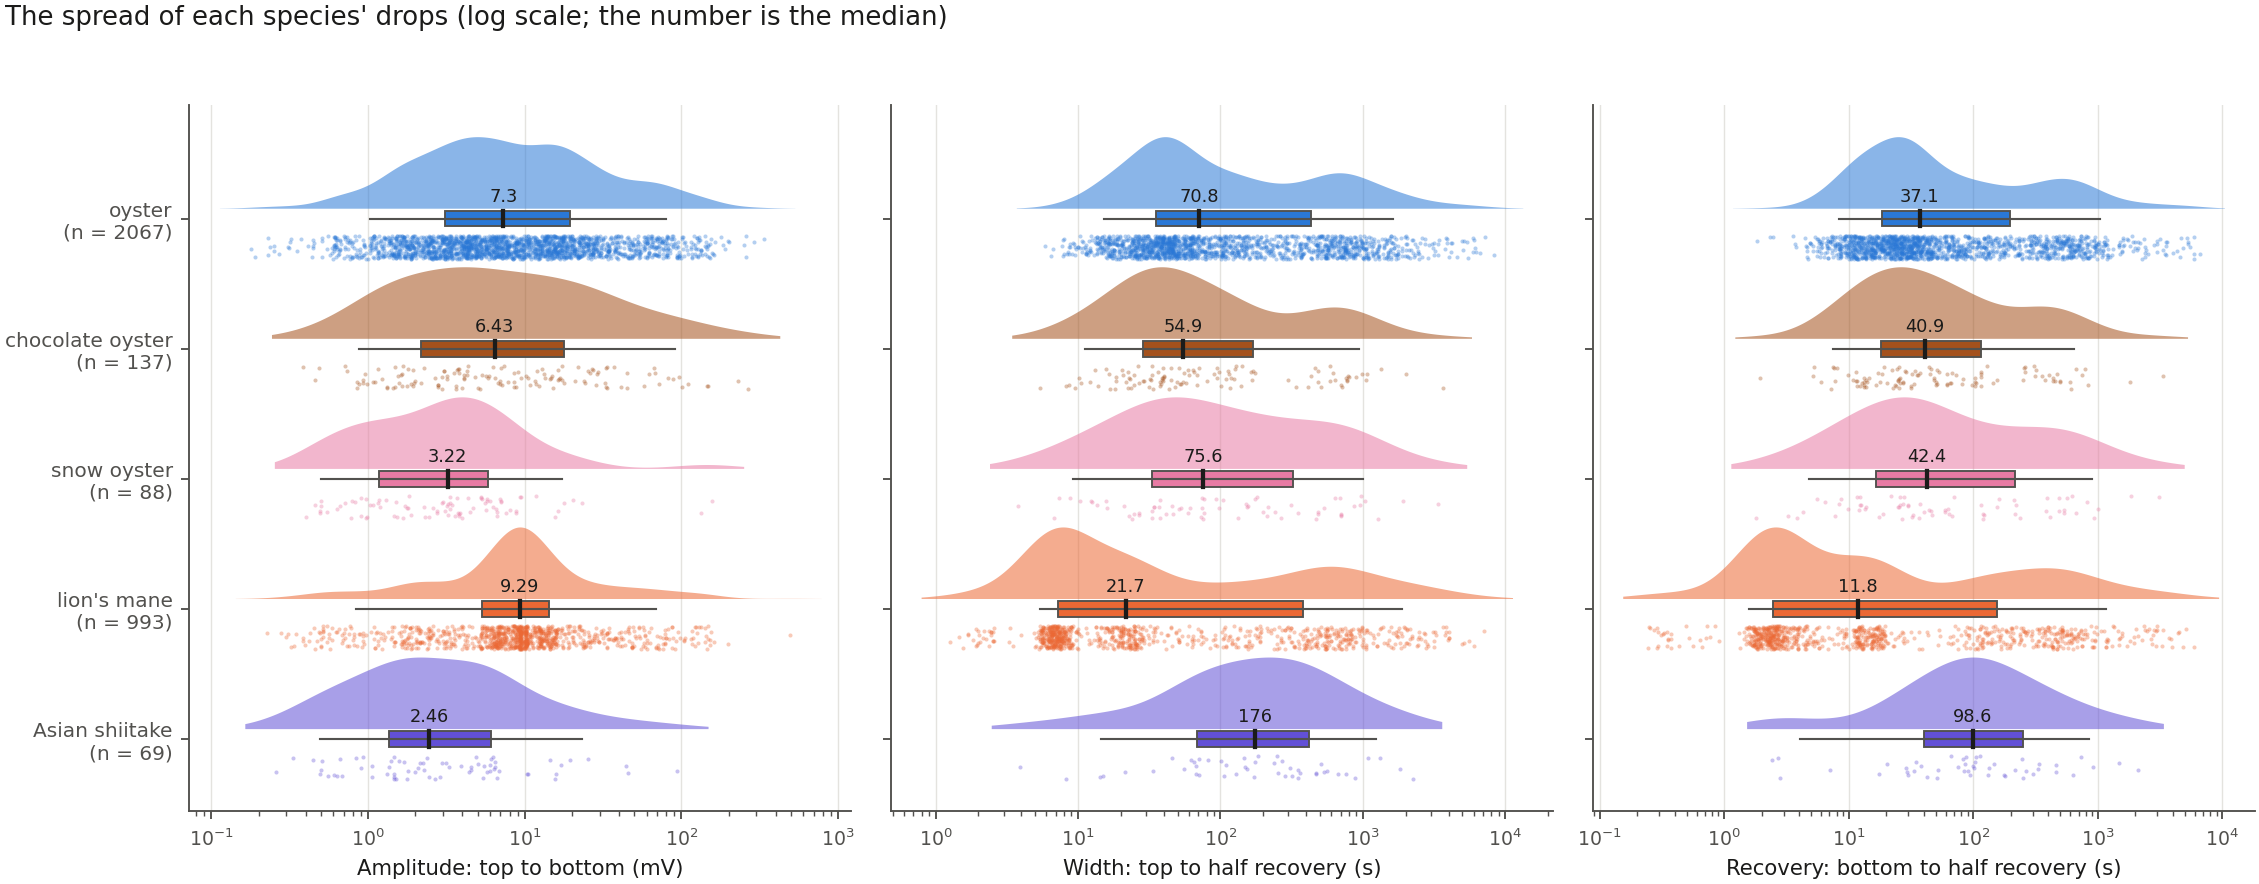 The spread of each species' drops (log scale; the number is the median)
oyster
(n = 2067)
chocolate oyster
(n = 137)
snow oyster
(n = 88)
lion's mane
(n = 993)
Asian shiitake
(n = 69)
7.3
6.43
3.22
9.29
2.46
10⁻¹ 10⁰ 10¹ 10² 10³
Amplitude: top to bottom (mV)
70.8
54.9
75.6
21.7
176
10⁰ 10¹ 10² 10³ 10⁴
Width: top to half recovery (s)
37.1
40.9
42.4
11.8
98.6
10⁻¹ 10⁰ 10¹ 10² 10³ 10⁴
Recovery: bottom to half recovery (s)